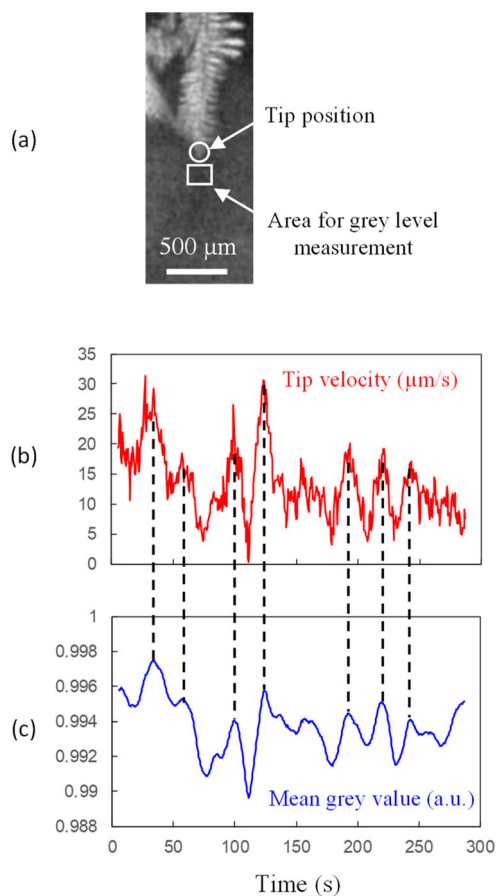 (a)
Tip position
Area for grey level
measurement
500 µm
(b)
35
30
25
20
15
10
5
0
Tip velocity (µm/s)
(c)
1
0.998
0.996
0.994
0.992
0.99
0.988
Mean grey value (a.u.)
0 50 100 150 200 250 300
Time (s)